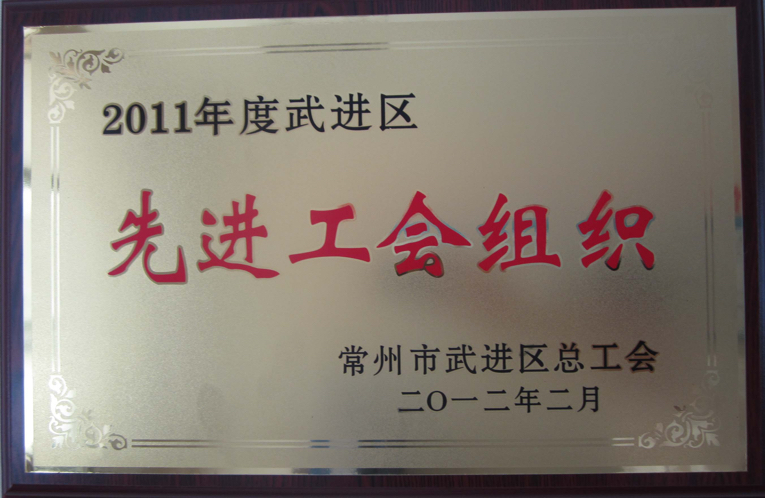 2011年度武进区
先进工会组织
常州市武进区总工会
二〇一二年二月